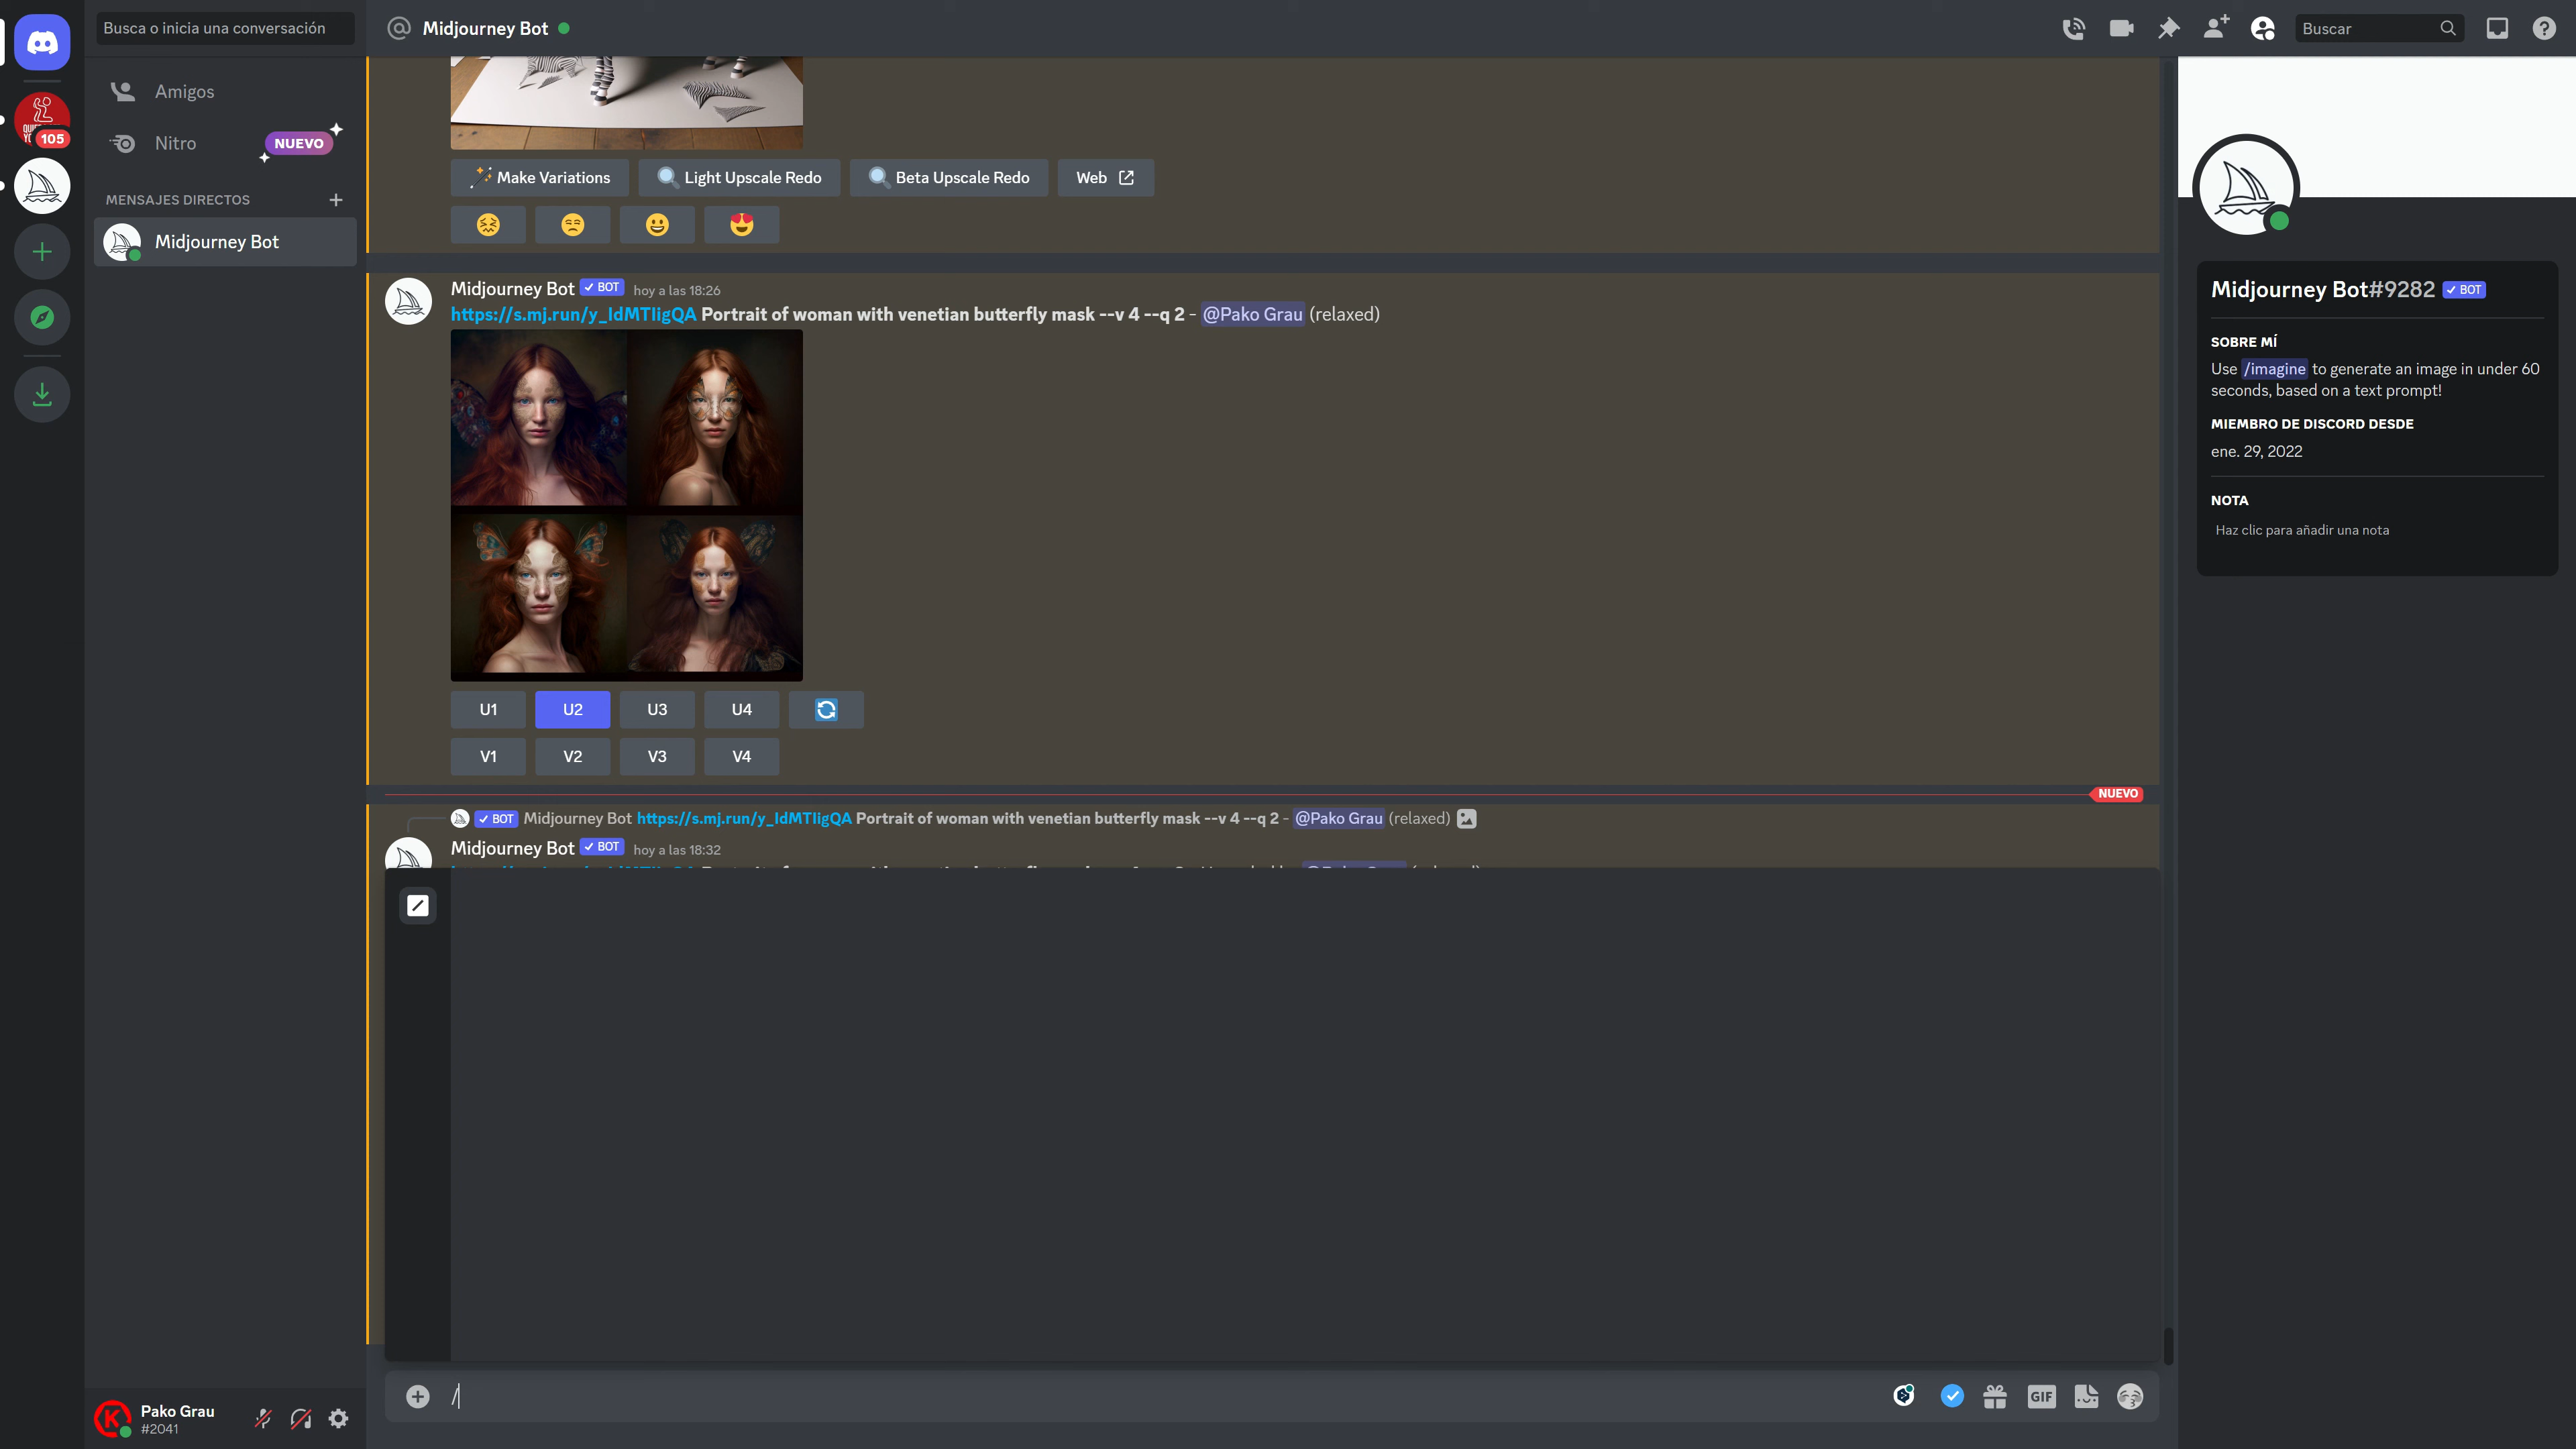 Busca o inicia una conversación
Amigos
Nitro
NUEVO
MENSAJES DIRECTOS
Midjourney Bot
105
Pako Grau
#2041
Midjourney Bot
Buscar
Make Variations
Light Upscale Redo
Beta Upscale Redo
Web
Midjourney Bot BOT hoy a las 18:26
https://s.mj.run/y_IdMTIigQA Portrait of woman with venetian butterfly mask --v 4 --q 2 - @Pako Grau (relaxed)
U1 U2 U3 U4
V1 V2 V3 V4
NUEVO
BOT Midjourney Bot https://s.mj.run/y_IdMTIigQA Portrait of woman with venetian butterfly mask --v 4 --q 2 - @Pako Grau (relaxed)
Midjourney Bot BOT hoy a las 18:32
/
GIF
Midjourney Bot#9282 BOT
SOBRE MÍ
Use /imagine to generate an image in under 60
seconds, based on a text prompt!
MIEMBRO DE DISCORD DESDE
ene. 29, 2022
NOTA
Haz clic para añadir una nota